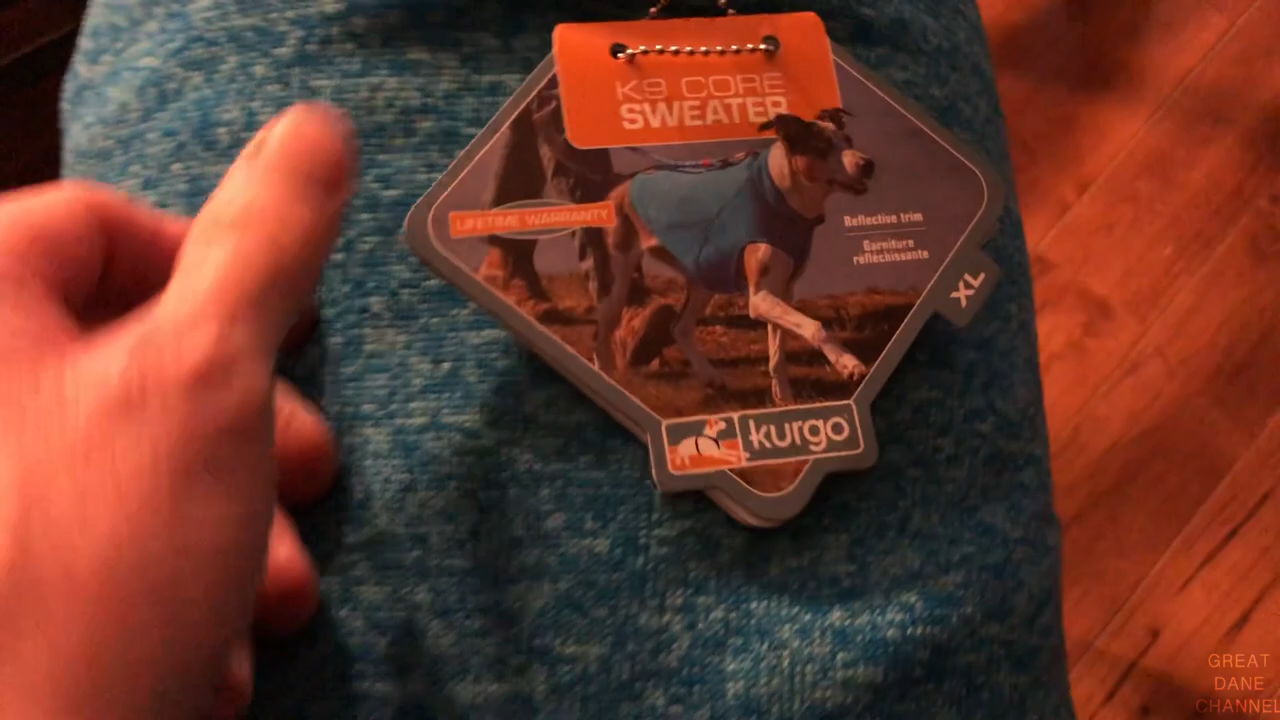 K9 CORE
SWEATER
LIFETIME WARRANTY
Reflective trim
Garniture
réfléchissante
XL
kurgo
GREAT
DANE
CHANNEL